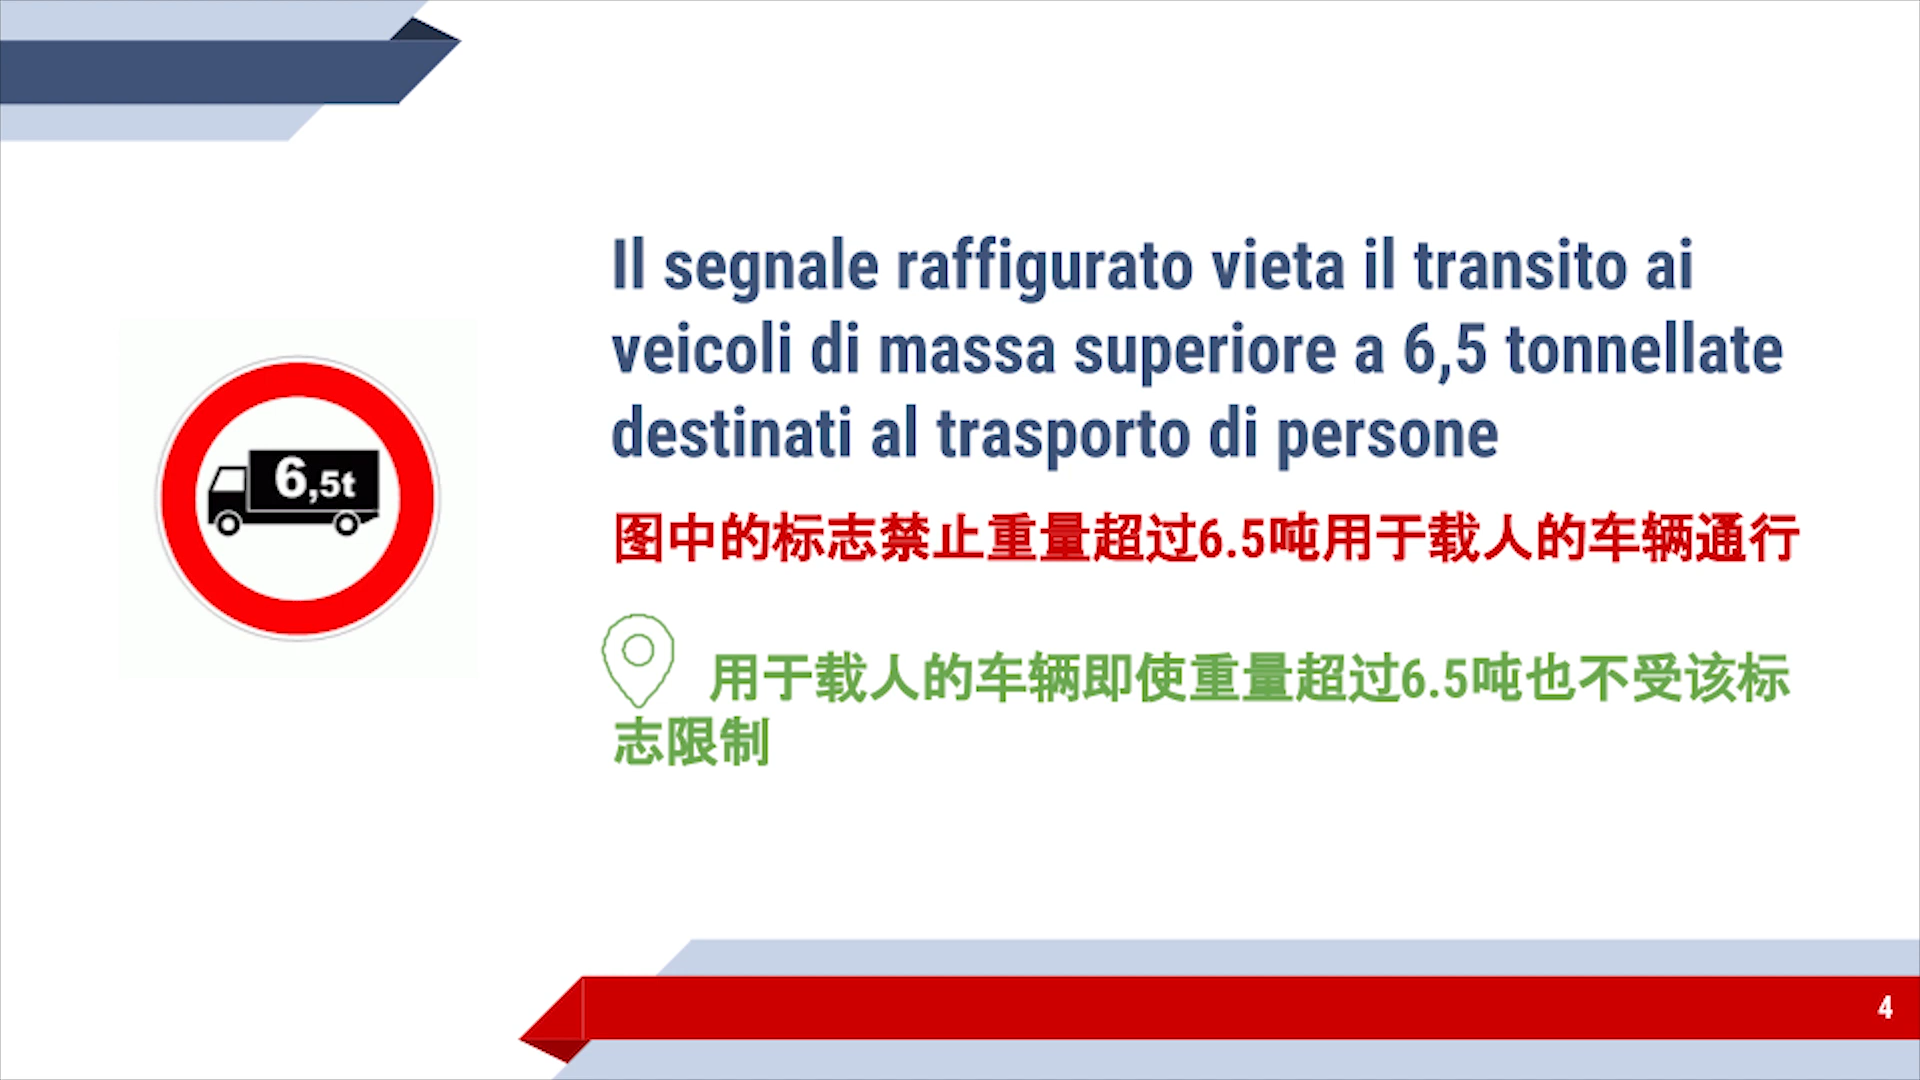 6,5t
Il segnale raffigurato vieta il transito ai
veicoli di massa superiore a 6,5 tonnellate
destinati al trasporto di persone
图中的标志禁止重量超过6.5吨用于载人的车辆通行
用于载人的车辆即使重量超过6.5吨也不受该标
志限制
4